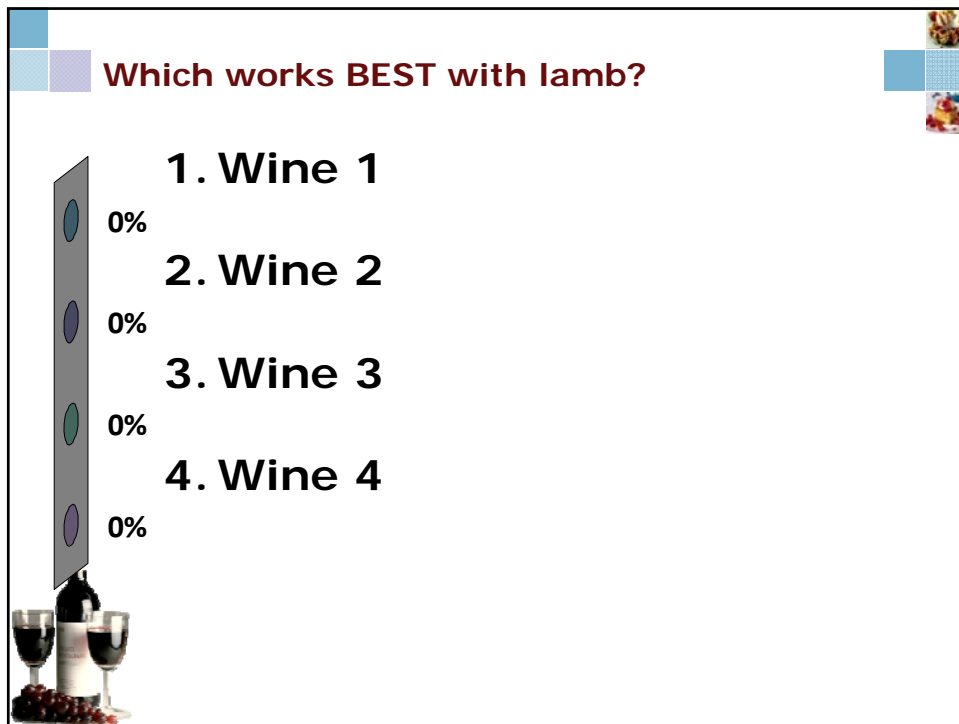 Which works BEST with lamb?
1. Wine 1
0%
2. Wine 2
0%
3. Wine 3
0%
4. Wine 4
0%